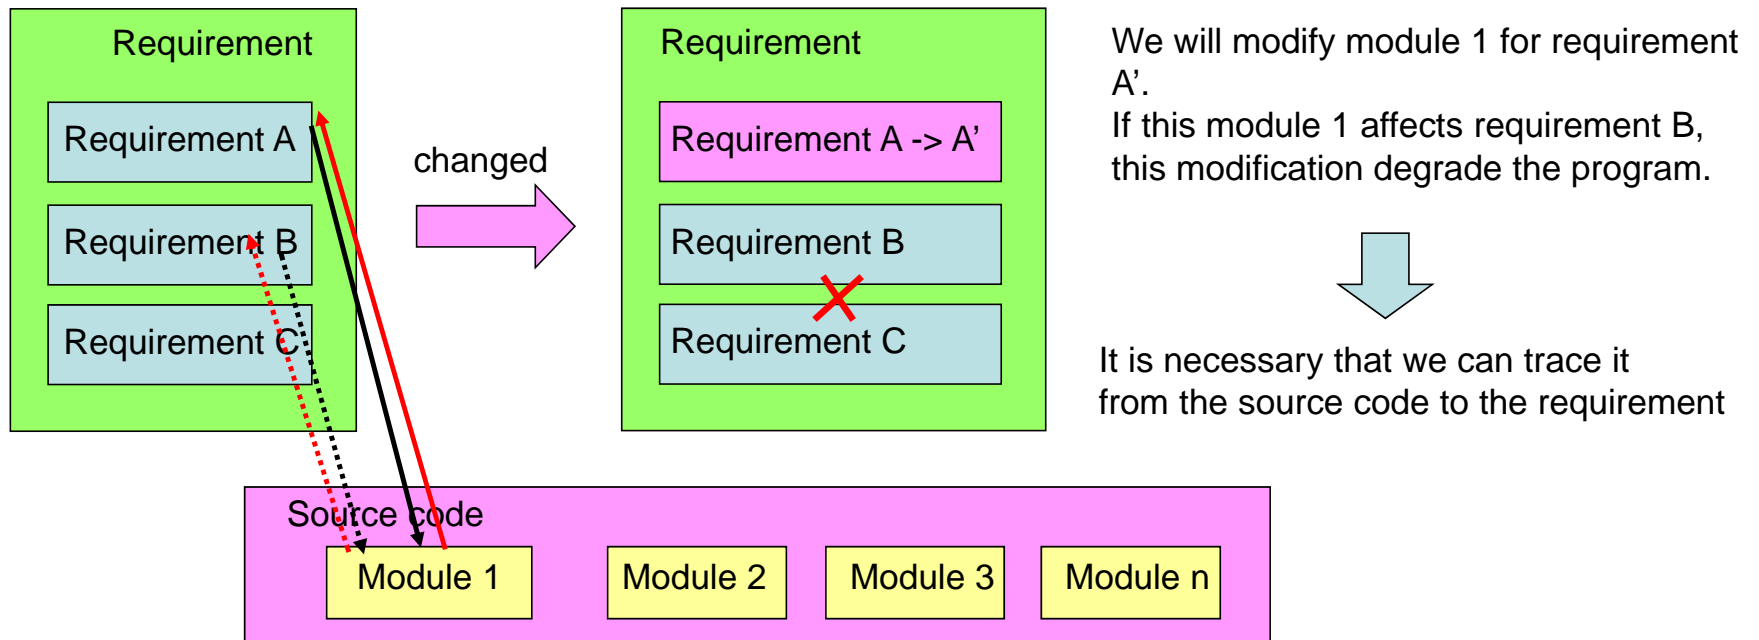 Requirement
Requirement A
Requirement B
Requirement C
changed
Requirement
Requirement A -> A’
Requirement B
Requirement C
We will modify module 1 for requirement
A’.
If this module 1 affects requirement B,
this modification degrade the program.
It is necessary that we can trace it
from the source code to the requirement
Source code
Module 1
Module 2
Module 3
Module n